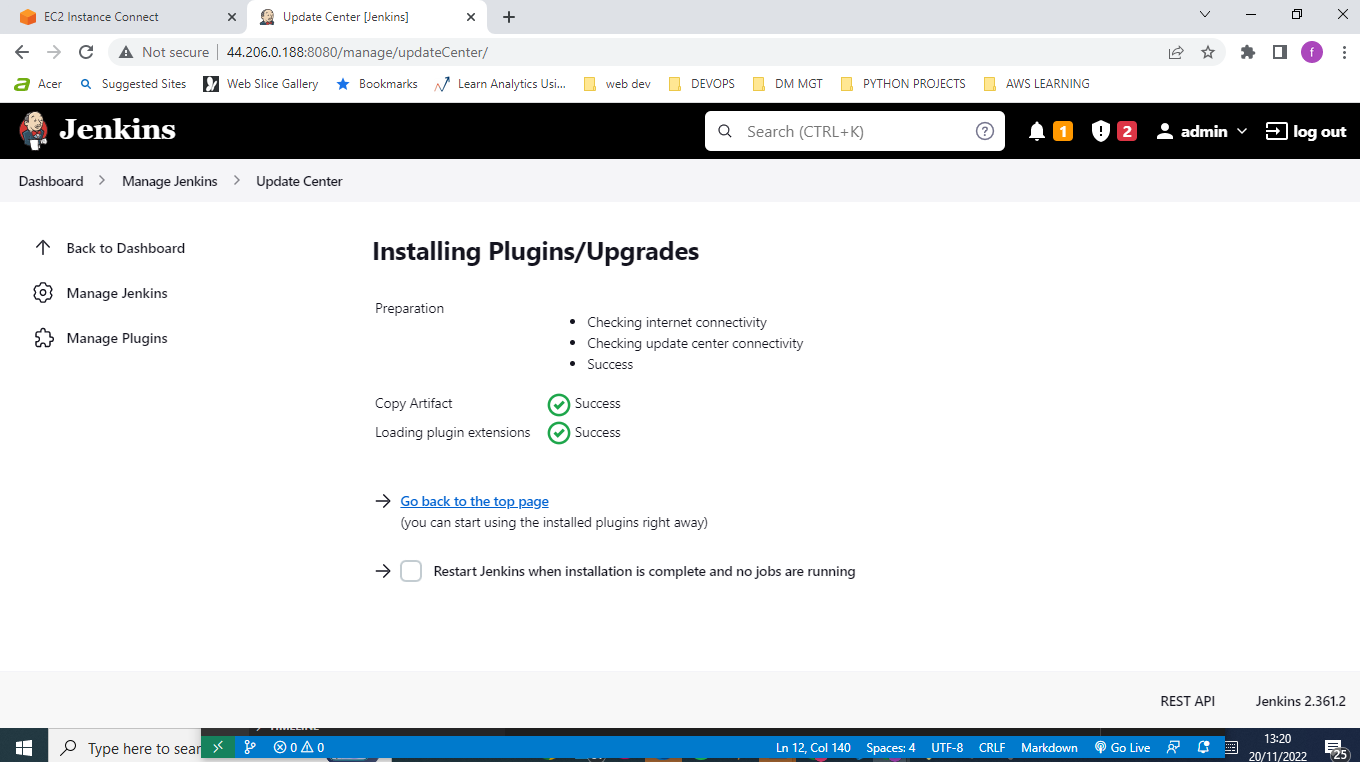 EC2 Instance Connect
Update Center [Jenkins]
Not secure
44.206.0.188:8080/manage/updateCenter/
f
Acer
Suggested Sites
Web Slice Gallery
Bookmarks
Learn Analytics Usi...
web dev
DEVOPS
DM MGT
PYTHON PROJECTS
AWS LEARNING
Jenkins
Search (CTRL+K)
1
2
admin
log out
Dashboard
Manage Jenkins
Update Center
Back to Dashboard
Manage Jenkins
Manage Plugins
Installing Plugins/Upgrades
Preparation
Checking internet connectivity
Checking update center connectivity
Success
Copy Artifact
Success
Loading plugin extensions
Success
Go back to the top page
(you can start using the installed plugins right away)
Restart Jenkins when installation is complete and no jobs are running
REST API
Jenkins 2.361.2
TIMELINE
Type here to sear
0
0
Ln 12, Col 140
Spaces: 4
UTF-8
CRLF
Markdown
Go Live
13:20
20/11/2022
25